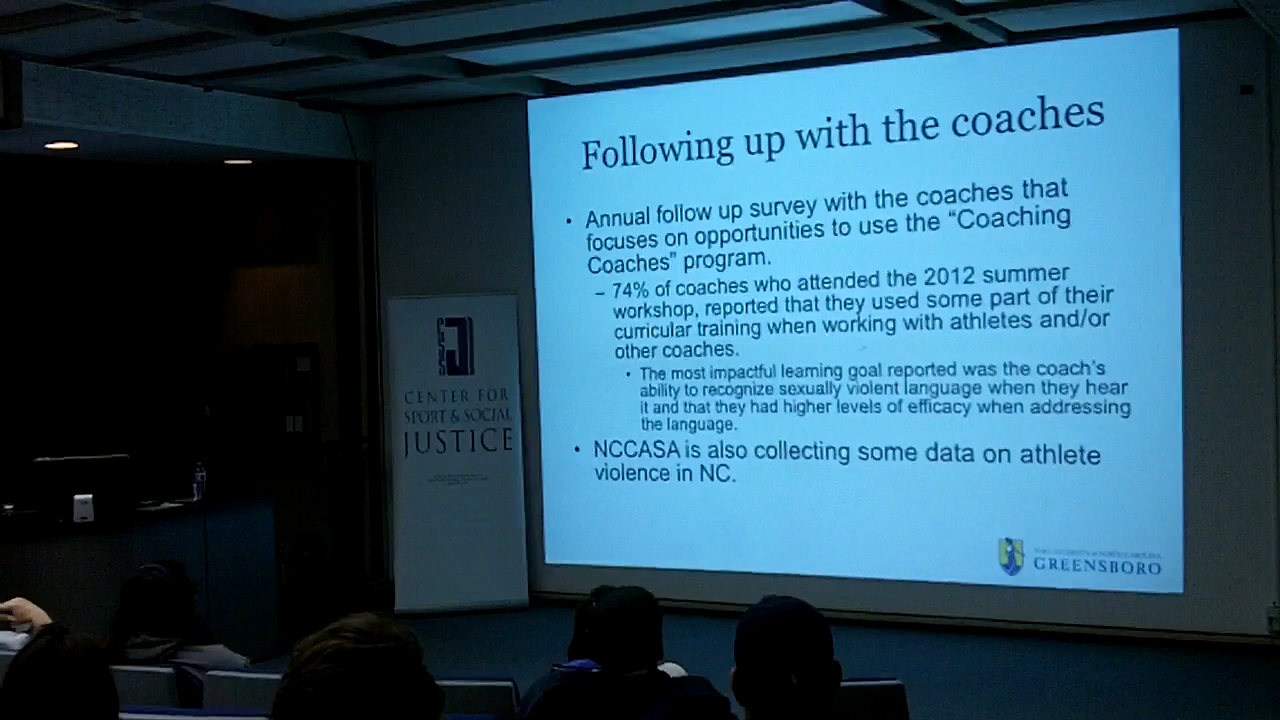 Following up with the coaches
• Annual follow up survey with the coaches that
focuses on opportunities to use the “Coaching
Coaches” program.
– 74% of coaches who attended the 2012 summer
workshop, reported that they used some part of their
curricular training when working with athletes and/or
other coaches.
• The most impactful learning goal reported was the coach’s
ability to recognize sexually violent language when they hear
it and that they had higher levels of efficacy when addressing
the language.
• NCCASA is also collecting some data on athlete
violence in NC.
GREENSBORO
CENTER FOR
SPORT & SOCIAL
JUSTICE